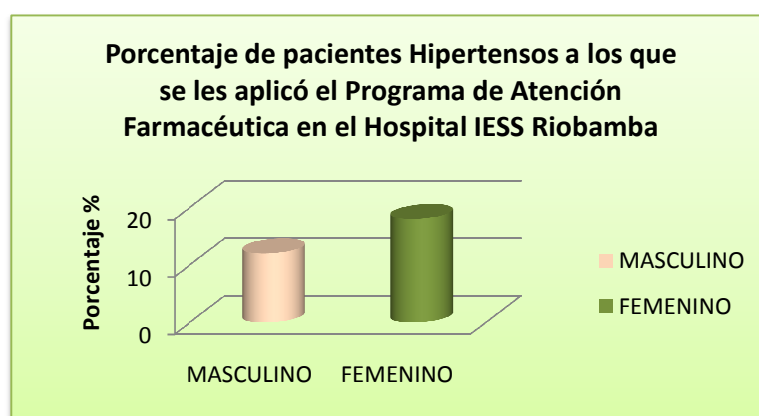 Porcentaje de pacientes Hipertensos a los que
se les aplicó el Programa de Atención
Farmacéutica en el Hospital IESS Riobamba
Porcentaje %
20
10
0
MASCULINO
FEMENINO
MASCULINO FEMENINO